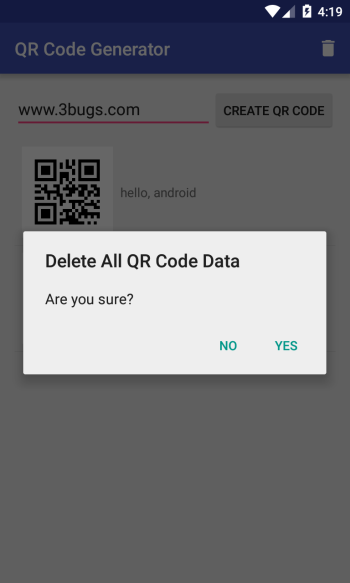 4:19
QR Code Generator
www.3bugs.com
CREATE QR CODE
hello, android
Delete All QR Code Data
Are you sure?
NO
YES